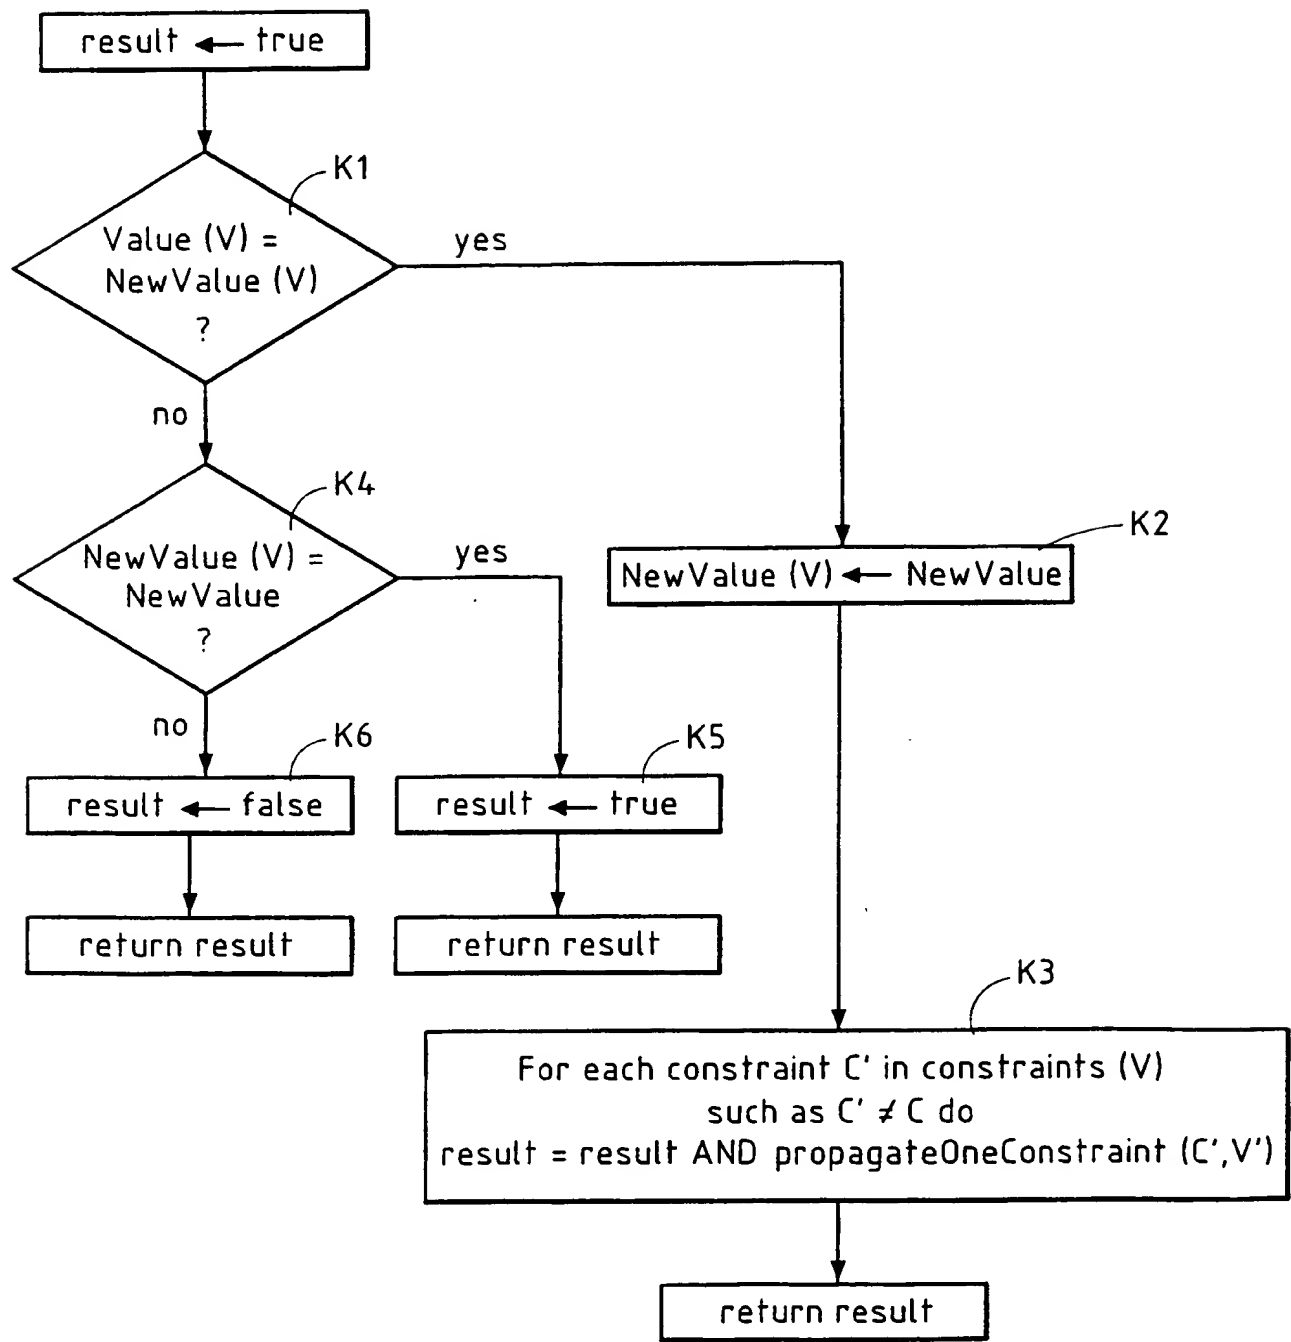 result ← true
K1
Value (V) =
NewValue (V)
?
yes
no
K4
NewValue (V) =
NewValue
?
yes
K2
NewValue (V) ← NewValue
no
K6
result ← false
K5
result ← true
return result
return result
K3
For each constraint C' in constraints (V)
such as C' ≠ C do
result = result AND propagateOneConstraint (C',V')
return result